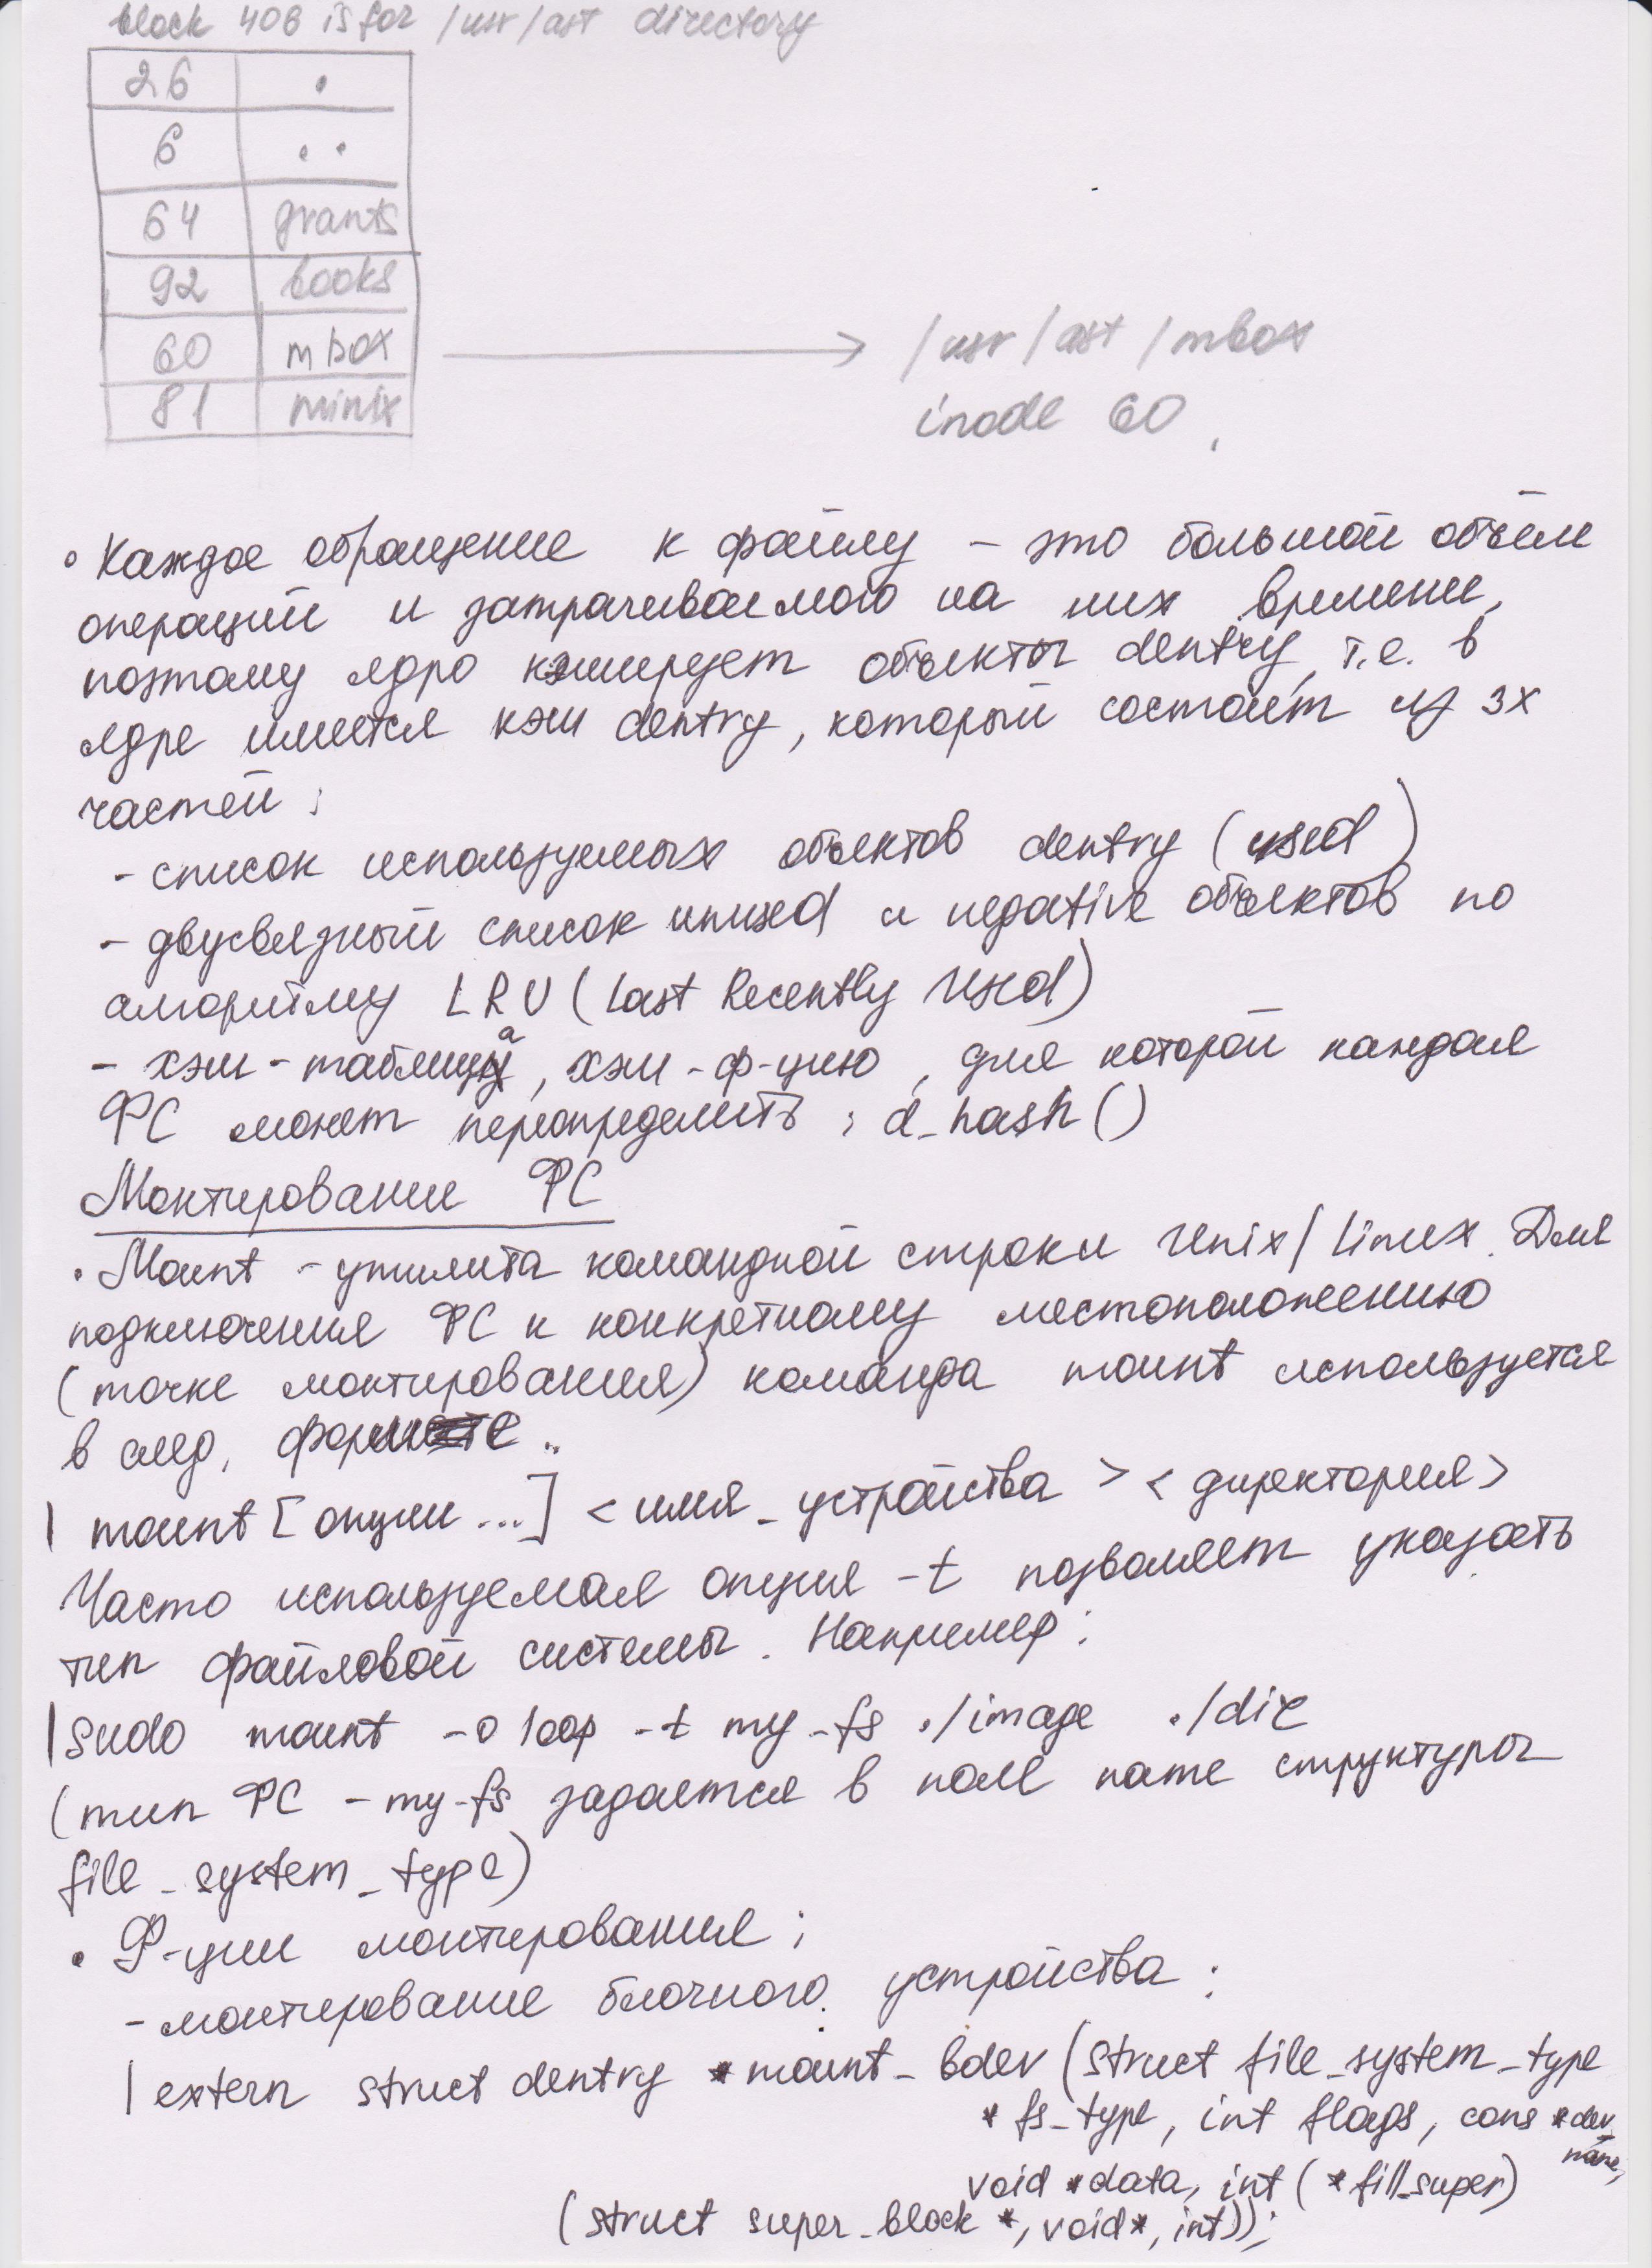 block 406 is for /usr/ast directory
26 .
6 ..
64 grants
92 books
60 mbox
81 minix
/usr/ast/mbox
inode 60
• Каждое обращение к файлу – это большой объём
операций и затрачиваемого на них времени,
поэтому ядро кэширует объекты dentry, т.е. в
ядре имеется кэш dentry, который состоит из 3х
частей:
- список используемых объектов dentry (used)
- двусвязный список unused и negative объектов по
алгоритму LRU (Last Recently Used)
- хэш-таблица, хэш-ф-цию, для которой каждая
ФС может переопределить: d_hash()
Монтирование ФС
• Mount - утилита командной строки Unix/Linux. Для
подключения ФС к конкретному местоположению
(точке монтирования) команда mount используется
в след. формате:
| mount [опции ...] <имя_устройства> <директория>
Часто используемая опция -t позволяет указать
тип файловой системы. Например:
| sudo mount -o loop -t my-fs ./image ./dir
(тип ФС - my-fs задается в поле name структуры
file_system_type)
• Ф-ции монтирования:
- монтирование блочного устройства:
| extern struct dentry *mount_bdev (struct file_system_type
* fs_type, int flags, cons *dev_
name,
void *data, int (*fill_super)
(struct super_block *, void*, int));